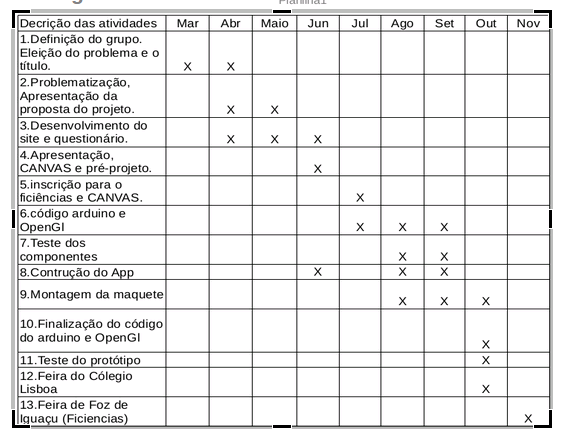 Planilha1
Decrição das atividades Mar Abr Maio Jun Jul Ago Set Out Nov
1.Definição do grupo.
Eleição do problema e o
título. X X
2.Problematização,
Apresentação da
proposta do projeto. X X
3.Desenvolvimento do
site e questionário. X X X
4.Apresentação,
CANVAS e pré-projeto. X
5.inscrição para o
ficiências e CANVAS. X
6.código arduino e
OpenGl X X X
7.Teste dos
componentes X X
8.Contrução do App X X X
9.Montagem da maquete X X X
10.Finalização do código
do arduino e OpenGl X
11.Teste do protótipo X
12.Feira do Cólegio
Lisboa X
13.Feira de Foz de
Iguaçu (Ficiencias) X